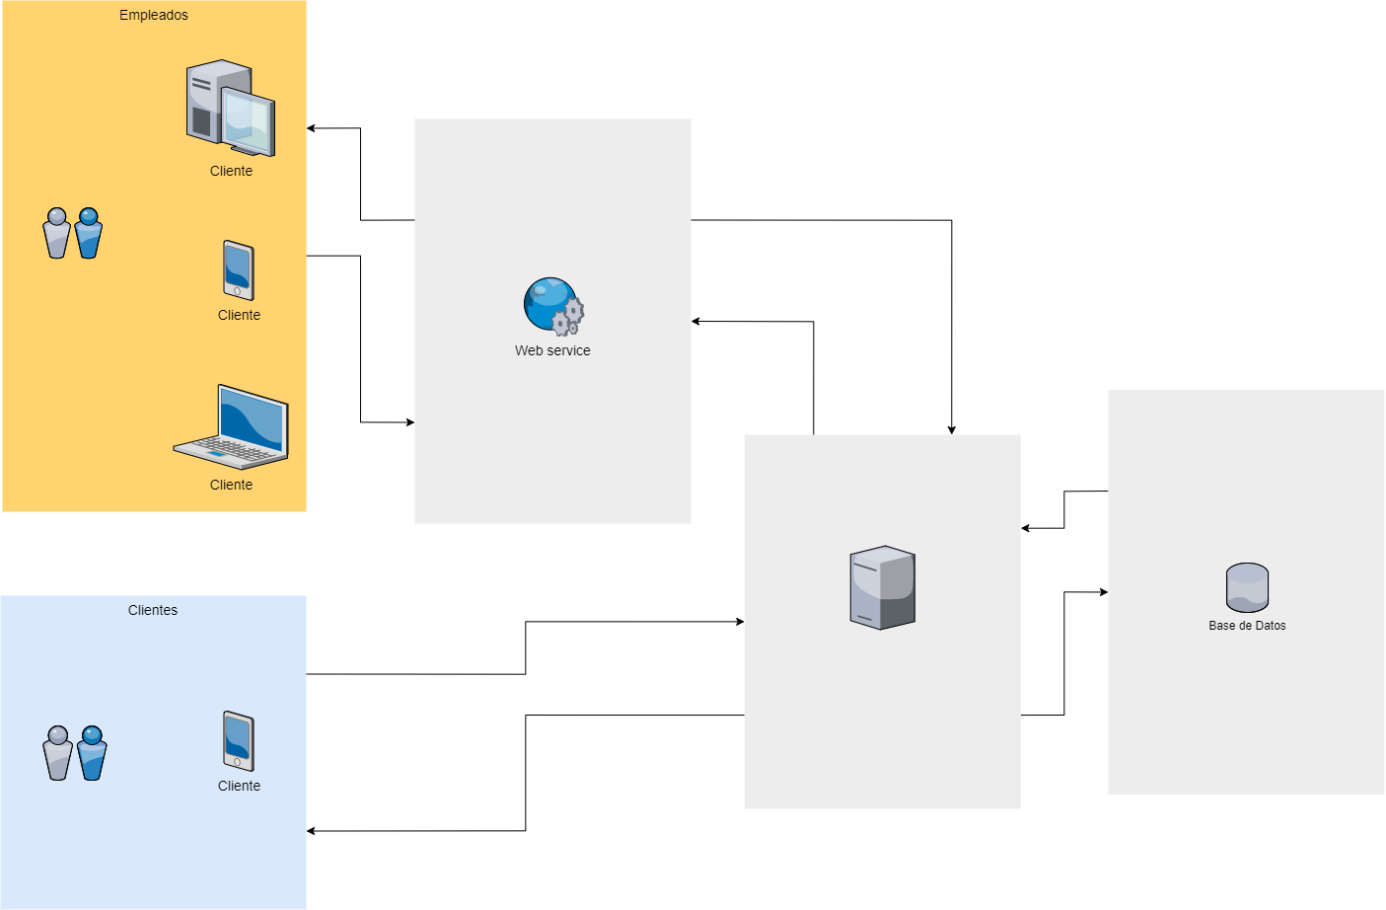 Empleados
Cliente
Cliente
Cliente
Web service
Base de Datos
Clientes
Cliente